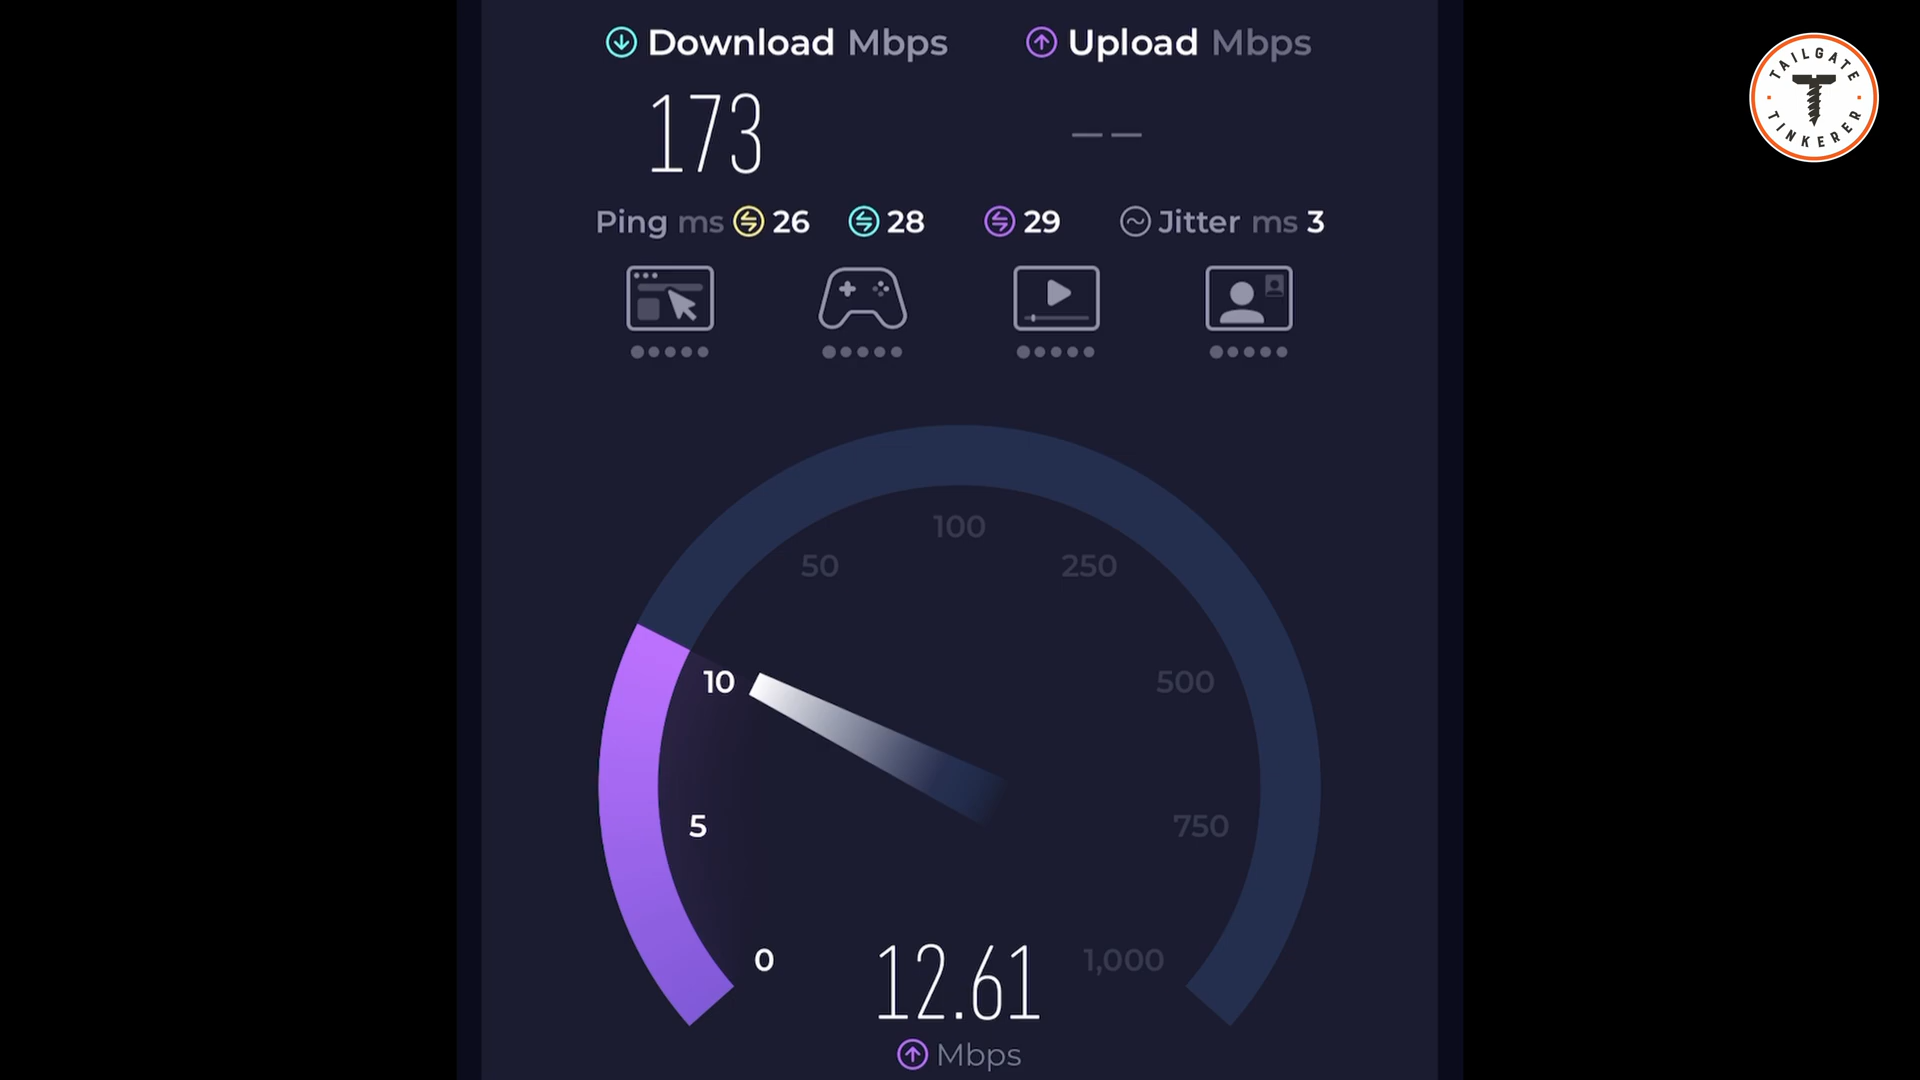 Download Mbps
Upload Mbps
173
— —
Ping ms 26 28 29 Jitter ms 3
100
50
250
10
500
5
750
0
1,000
12.61
Mbps
TAILGATE
T
TINKERER